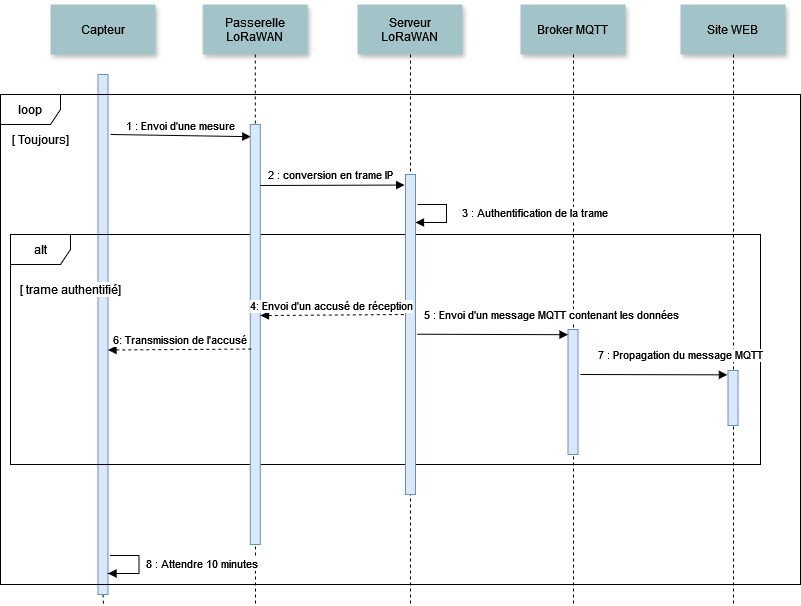 Capteur
Passerelle
LoRaWAN
Serveur
LoRaWAN
Broker MQTT
Site WEB
loop
[ Toujours]
1 : Envoi d'une mesure
2 : conversion en trame IP
3 : Authentification de la trame
alt
[ trame authentifié]
4: Envoi d'un accusé de réception
5 : Envoi d'un message MQTT contenant les données
6: Transmission de l'accusé
7 : Propagation du message MQTT
8 : Attendre 10 minutes